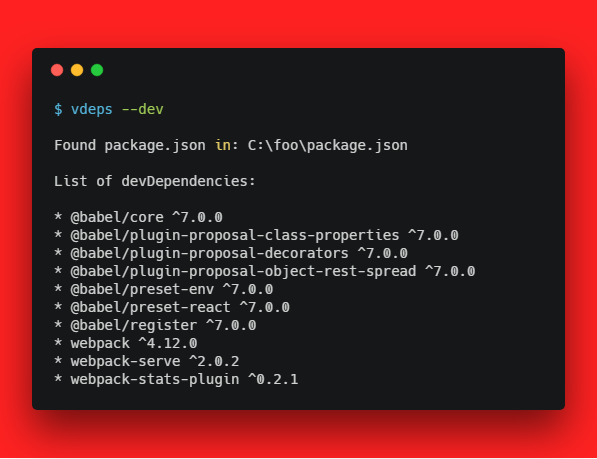 $ vdeps --dev
Found package.json in: C:\foo\package.json
List of devDependencies:
* @babel/core ^7.0.0
* @babel/plugin-proposal-class-properties ^7.0.0
* @babel/plugin-proposal-decorators ^7.0.0
* @babel/plugin-proposal-object-rest-spread ^7.0.0
* @babel/preset-env ^7.0.0
* @babel/preset-react ^7.0.0
* @babel/register ^7.0.0
* webpack ^4.12.0
* webpack-serve ^2.0.2
* webpack-stats-plugin ^0.2.1